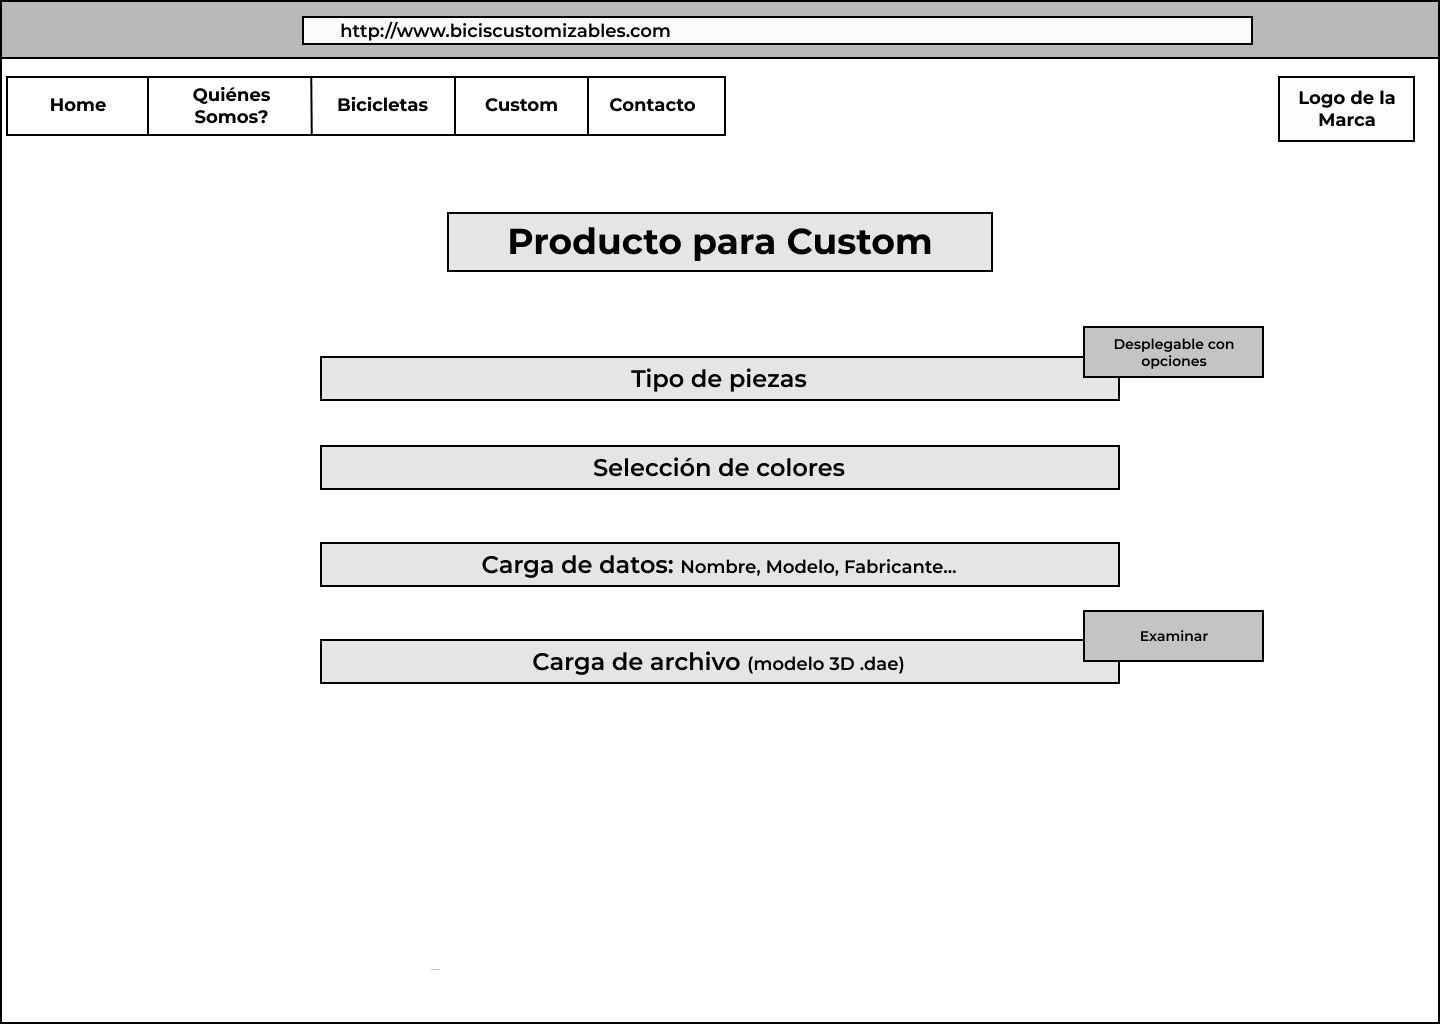 http://www.biciscustomizables.com
Home
Quiénes
Somos?
Bicicletas
Custom
Contacto
Logo de la
Marca
Producto para Custom
Desplegable con
opciones
Tipo de piezas
Selección de colores
Carga de datos: Nombre, Modelo, Fabricante...
Examinar
Carga de archivo (modelo 3D .dae)